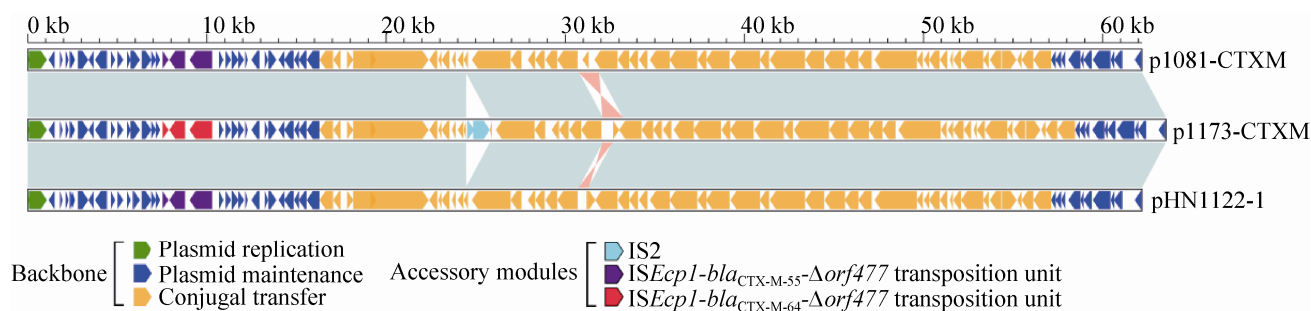 0 kb 10 kb 20 kb 30 kb 40 kb 50 kb 60 kb
p1081-CTXM
p1173-CTXM
pHN1122-1
Backbone
Plasmid replication
Plasmid maintenance
Conjugal transfer
Accessory modules
IS2
ISEcp1-blaCTX-M-55-Δorf477 transposition unit
ISEcp1-blaCTX-M-64-Δorf477 transposition unit